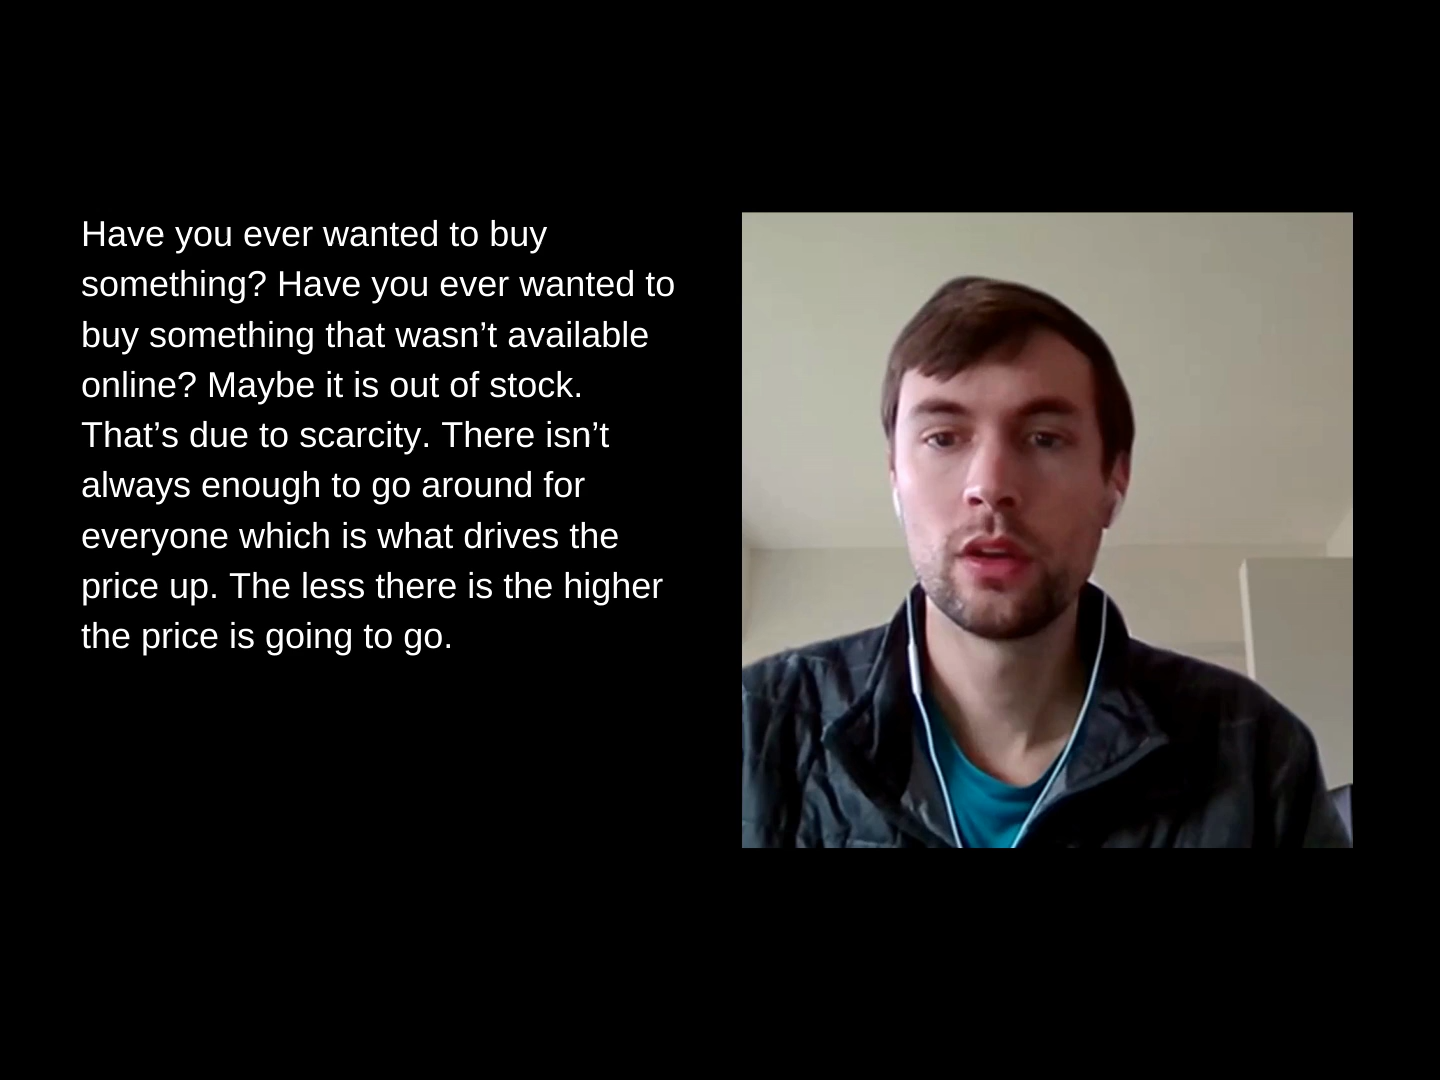 Have you ever wanted to buy
something? Have you ever wanted to
buy something that wasn’t available
online? Maybe it is out of stock.
That’s due to scarcity. There isn’t
always enough to go around for
everyone which is what drives the
price up. The less there is the higher
the price is going to go.